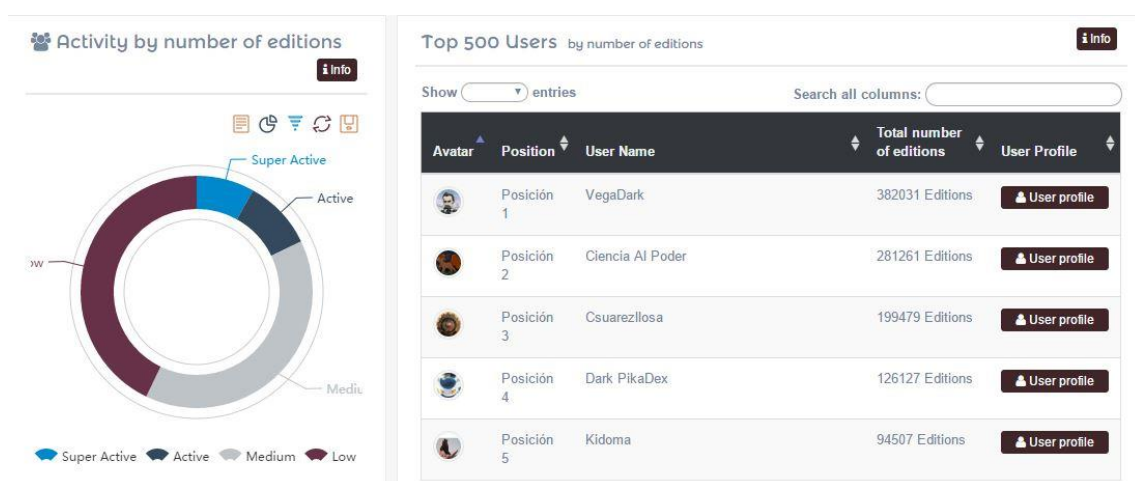 Activity by number of editions
Info
Super Active
Active
Medium
Super Active Active Medium Low
Top 500 Users by number of editions
Info
Show entries
Search all columns:
Avatar Position User Name Total number of editions User Profile
Posición 1 VegaDark 382031 Editions User profile
Posición 2 Ciencia Al Poder 281261 Editions User profile
Posición 3 Csuarezllosa 199479 Editions User profile
Posición 4 Dark PikaDex 126127 Editions User profile
Posición 5 Kidoma 94507 Editions User profile